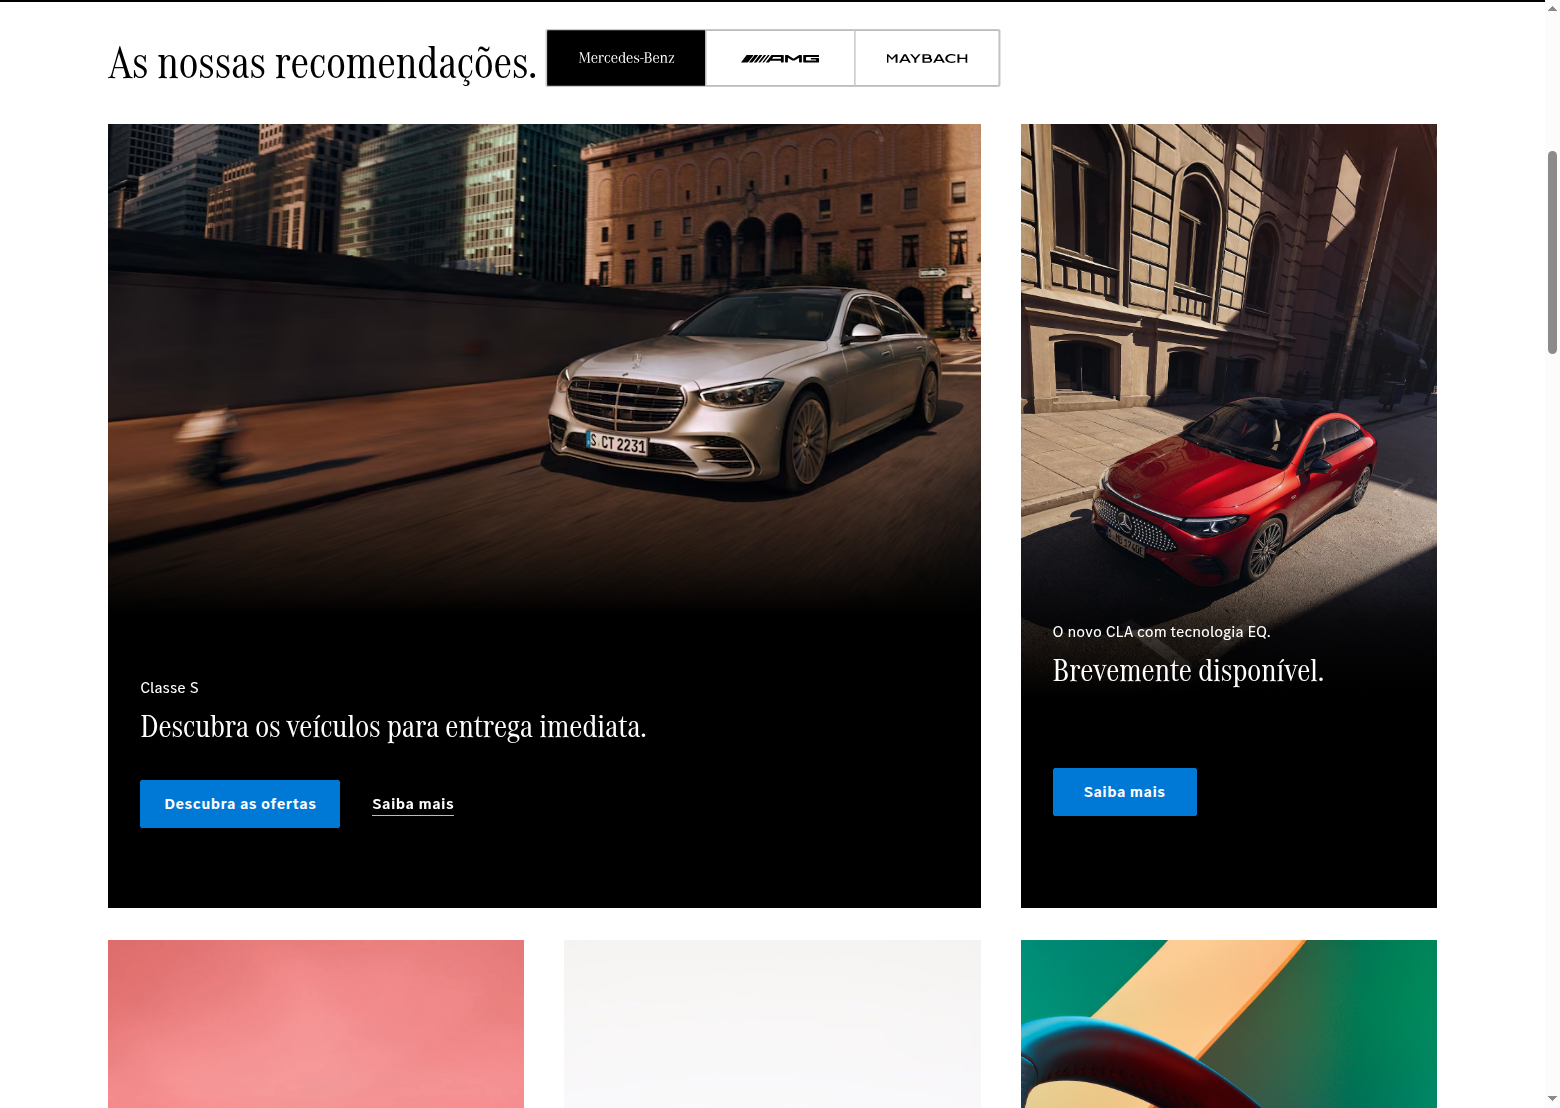 As nossas recomendações.
Mercedes-Benz
AMG
MAYBACH
S CT 2231
Classe S
Descubra os veículos para entrega imediata.
Descubra as ofertas
Saiba mais
O novo CLA com tecnologia EQ.
Brevemente disponível.
Saiba mais